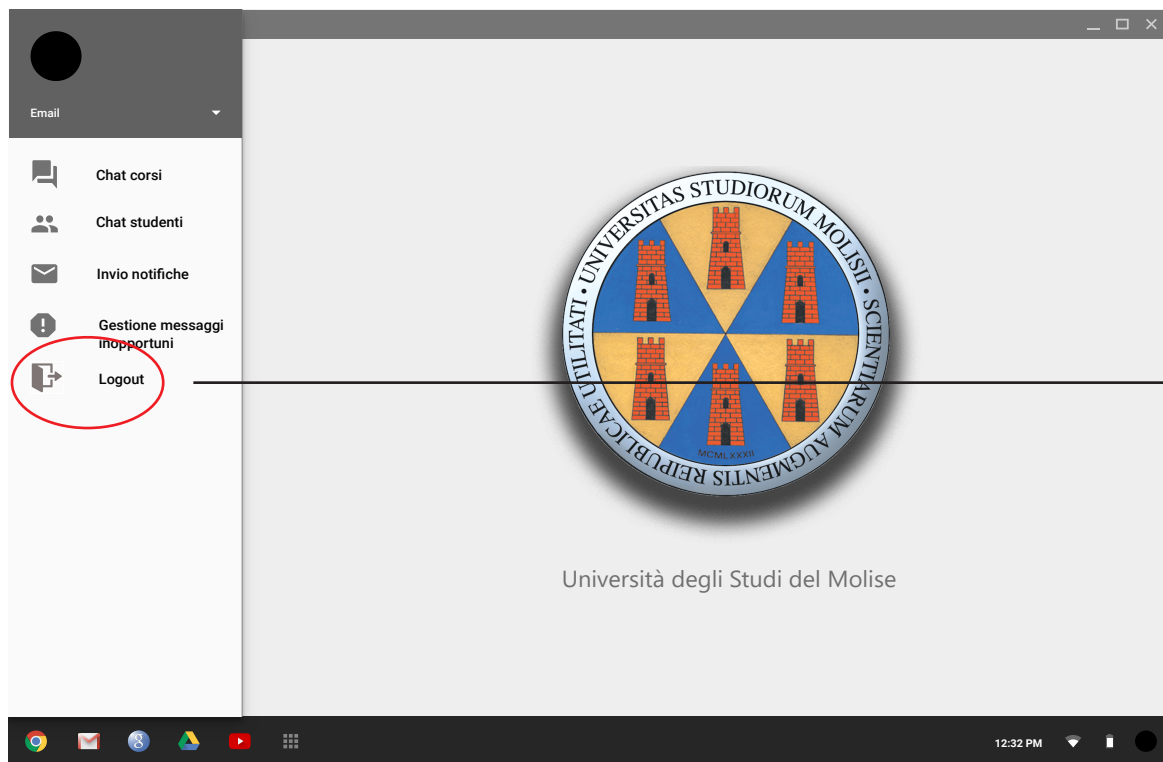 Email
Chat corsi
Chat studenti
Invio notifiche
Gestione messaggi
inopportuni
Logout
UNIVERSITAS STUDIORUM MOLISII • SCIENTIARUM AUGMENTIS REIPUBLICAE UTILITATI •
MCMLXXXII
Università degli Studi del Molise
12:32 PM